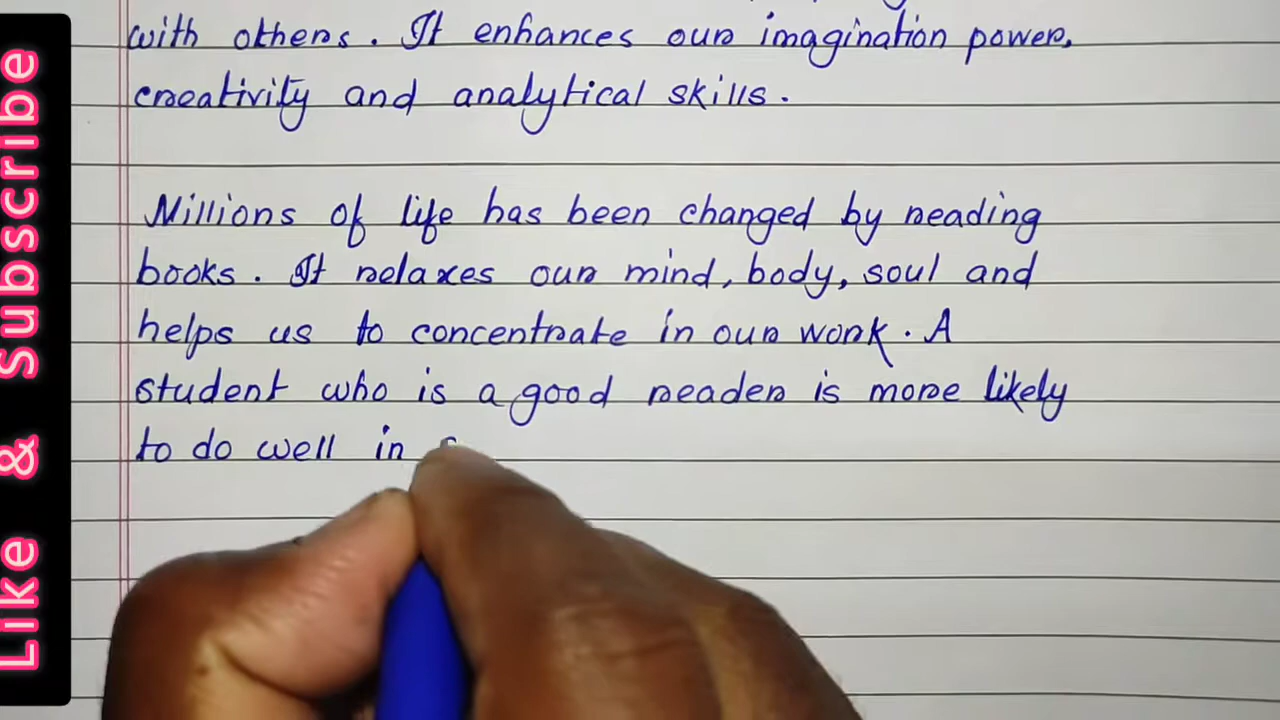 with others. It enhances our imagination power,
creativity and analytical skills.
Millions of life has been changed by reading
books. It relaxes our mind, body, soul and
helps us to concentrate in our work. A
student who is a good reader is more likely
to do well in
Like & Subscribe